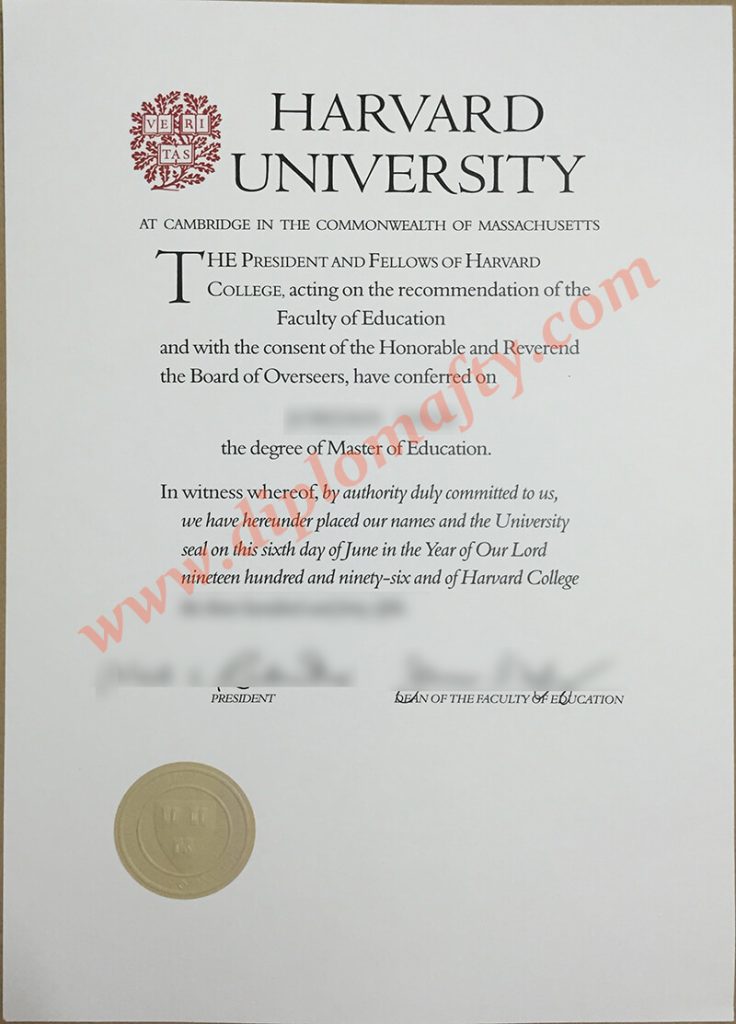 VE RI
TAS
HARVARD
UNIVERSITY
AT CAMBRIDGE IN THE COMMONWEALTH OF MASSACHUSETTS
THE PRESIDENT AND FELLOWS OF HARVARD
COLLEGE, acting on the recommendation of the
Faculty of Education
and with the consent of the Honorable and Reverend
the Board of Overseers, have conferred on
the degree of Master of Education.
In witness whereof, by authority duly committed to us,
we have hereunder placed our names and the University
seal on this sixth day of June in the Year of Our Lord
nineteen hundred and ninety-six and of Harvard College
PRESIDENT
DEAN OF THE FACULTY OF EDUCATION
www.diplomafty.com